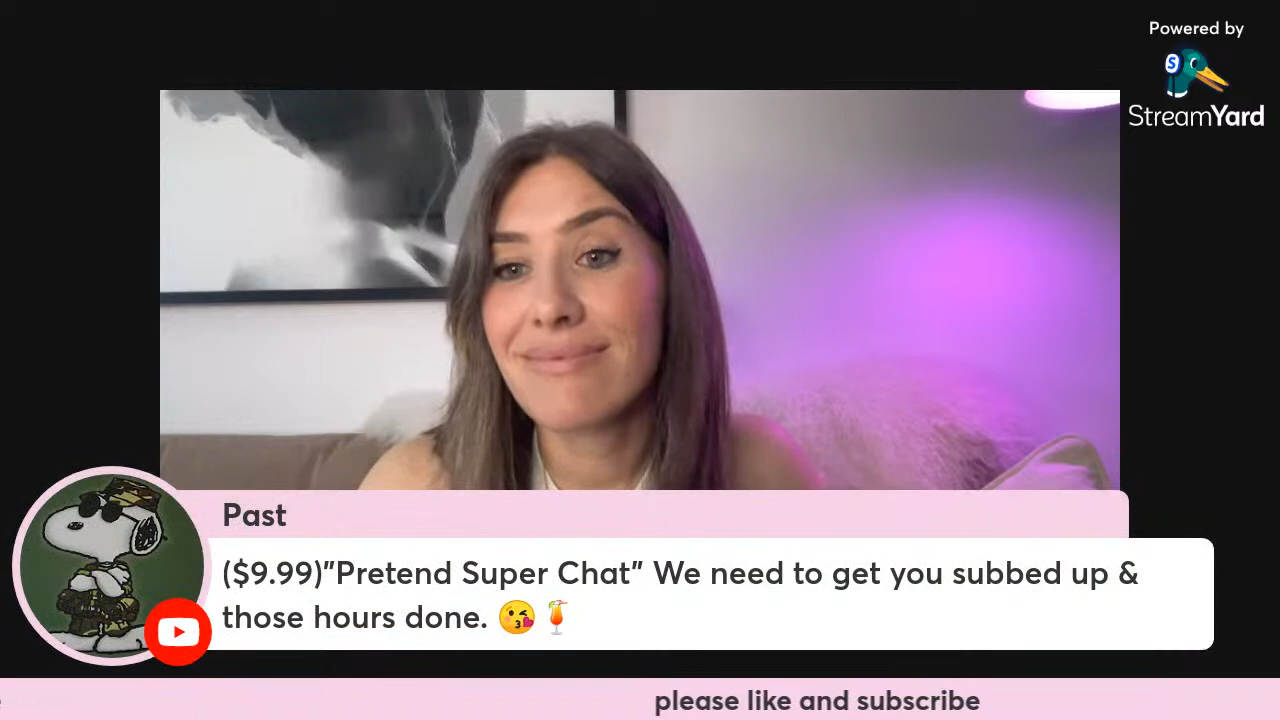 Powered by
StreamYard
Past
($9.99)"Pretend Super Chat" We need to get you subbed up &
those hours done. 😘🍹
please like and subscribe